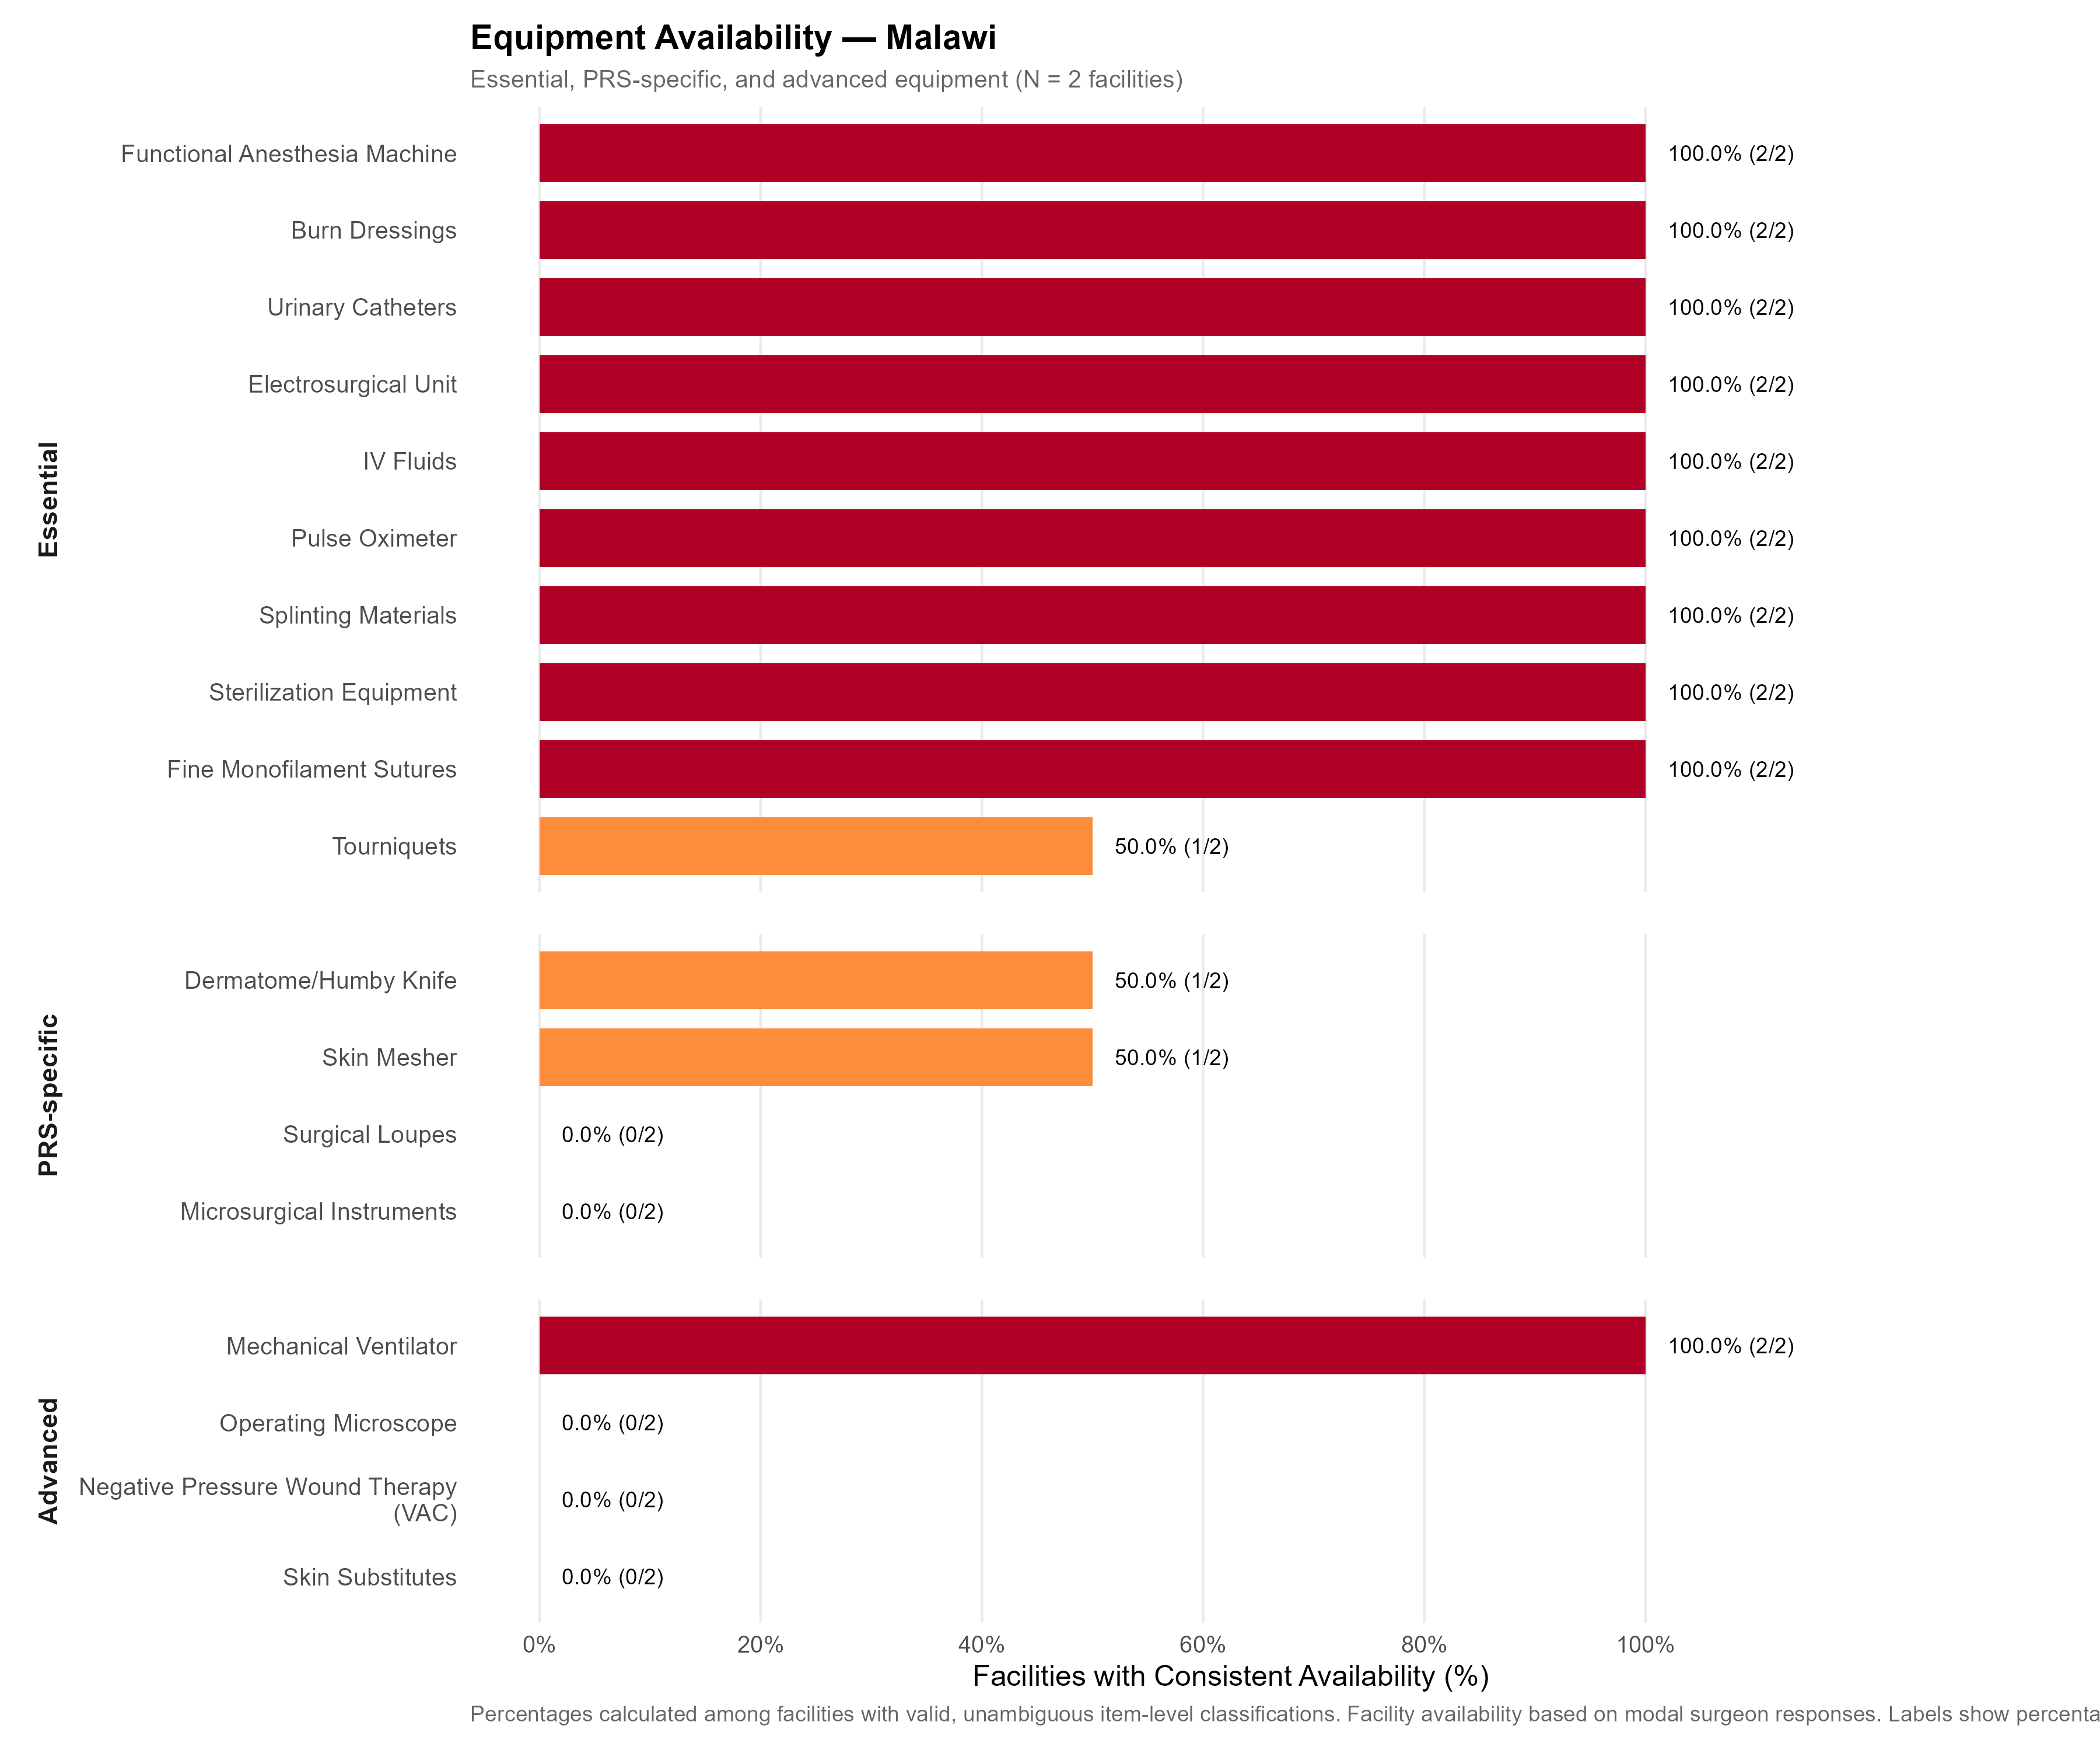 Equipment Availability — Malawi
Essential, PRS-specific, and advanced equipment (N = 2 facilities)
Essential
Functional Anesthesia Machine 100.0% (2/2)
Burn Dressings 100.0% (2/2)
Urinary Catheters 100.0% (2/2)
Electrosurgical Unit 100.0% (2/2)
IV Fluids 100.0% (2/2)
Pulse Oximeter 100.0% (2/2)
Splinting Materials 100.0% (2/2)
Sterilization Equipment 100.0% (2/2)
Fine Monofilament Sutures 100.0% (2/2)
Tourniquets 50.0% (1/2)
PRS-specific
Dermatome/Humby Knife 50.0% (1/2)
Skin Mesher 50.0% (1/2)
Surgical Loupes 0.0% (0/2)
Microsurgical Instruments 0.0% (0/2)
Advanced
Mechanical Ventilator 100.0% (2/2)
Operating Microscope 0.0% (0/2)
Negative Pressure Wound Therapy
(VAC) 0.0% (0/2)
Skin Substitutes 0.0% (0/2)
0% 20% 40% 60% 80% 100%
Facilities with Consistent Availability (%)
Percentages calculated among facilities with valid, unambiguous item-level classifications. Facility availability based on modal surgeon responses. Labels show